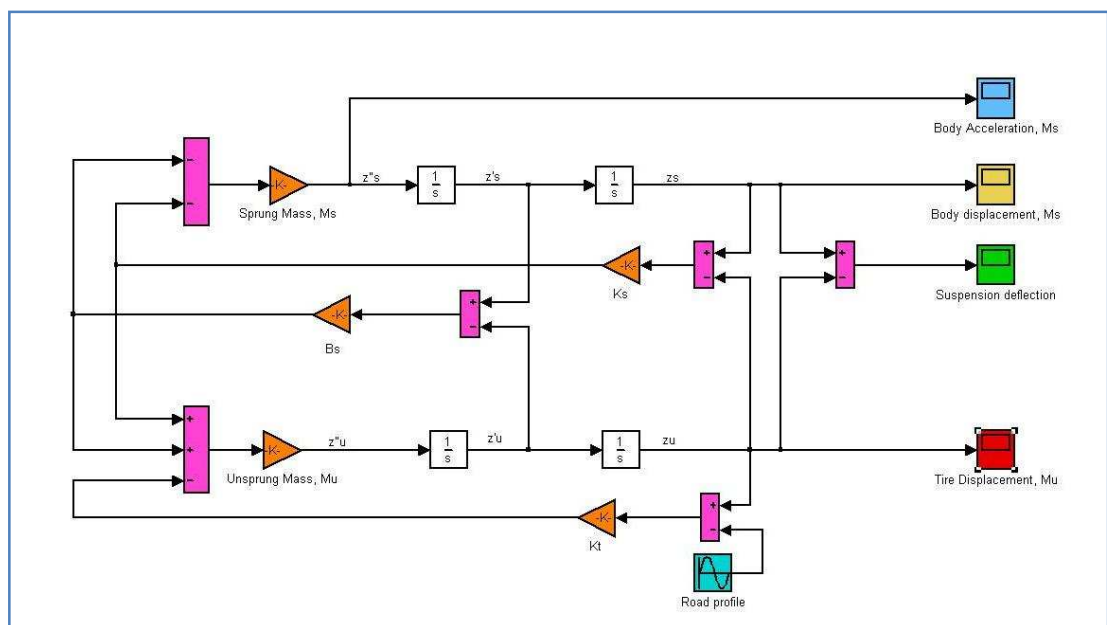 Body Acceleration, Ms
-
-
-K-
Sprung Mass, Ms
z"s
1
s
z's
1
s
zs
Body displacement, Ms
+
-
-K-
Ks
+
-
Suspension deflection
+
-
-K-
Bs
+
+
-
-K-
Unsprung Mass, Mu
z"u
1
s
z'u
1
s
zu
Tire Displacement, Mu
+
-
-K-
Kt
Road profile